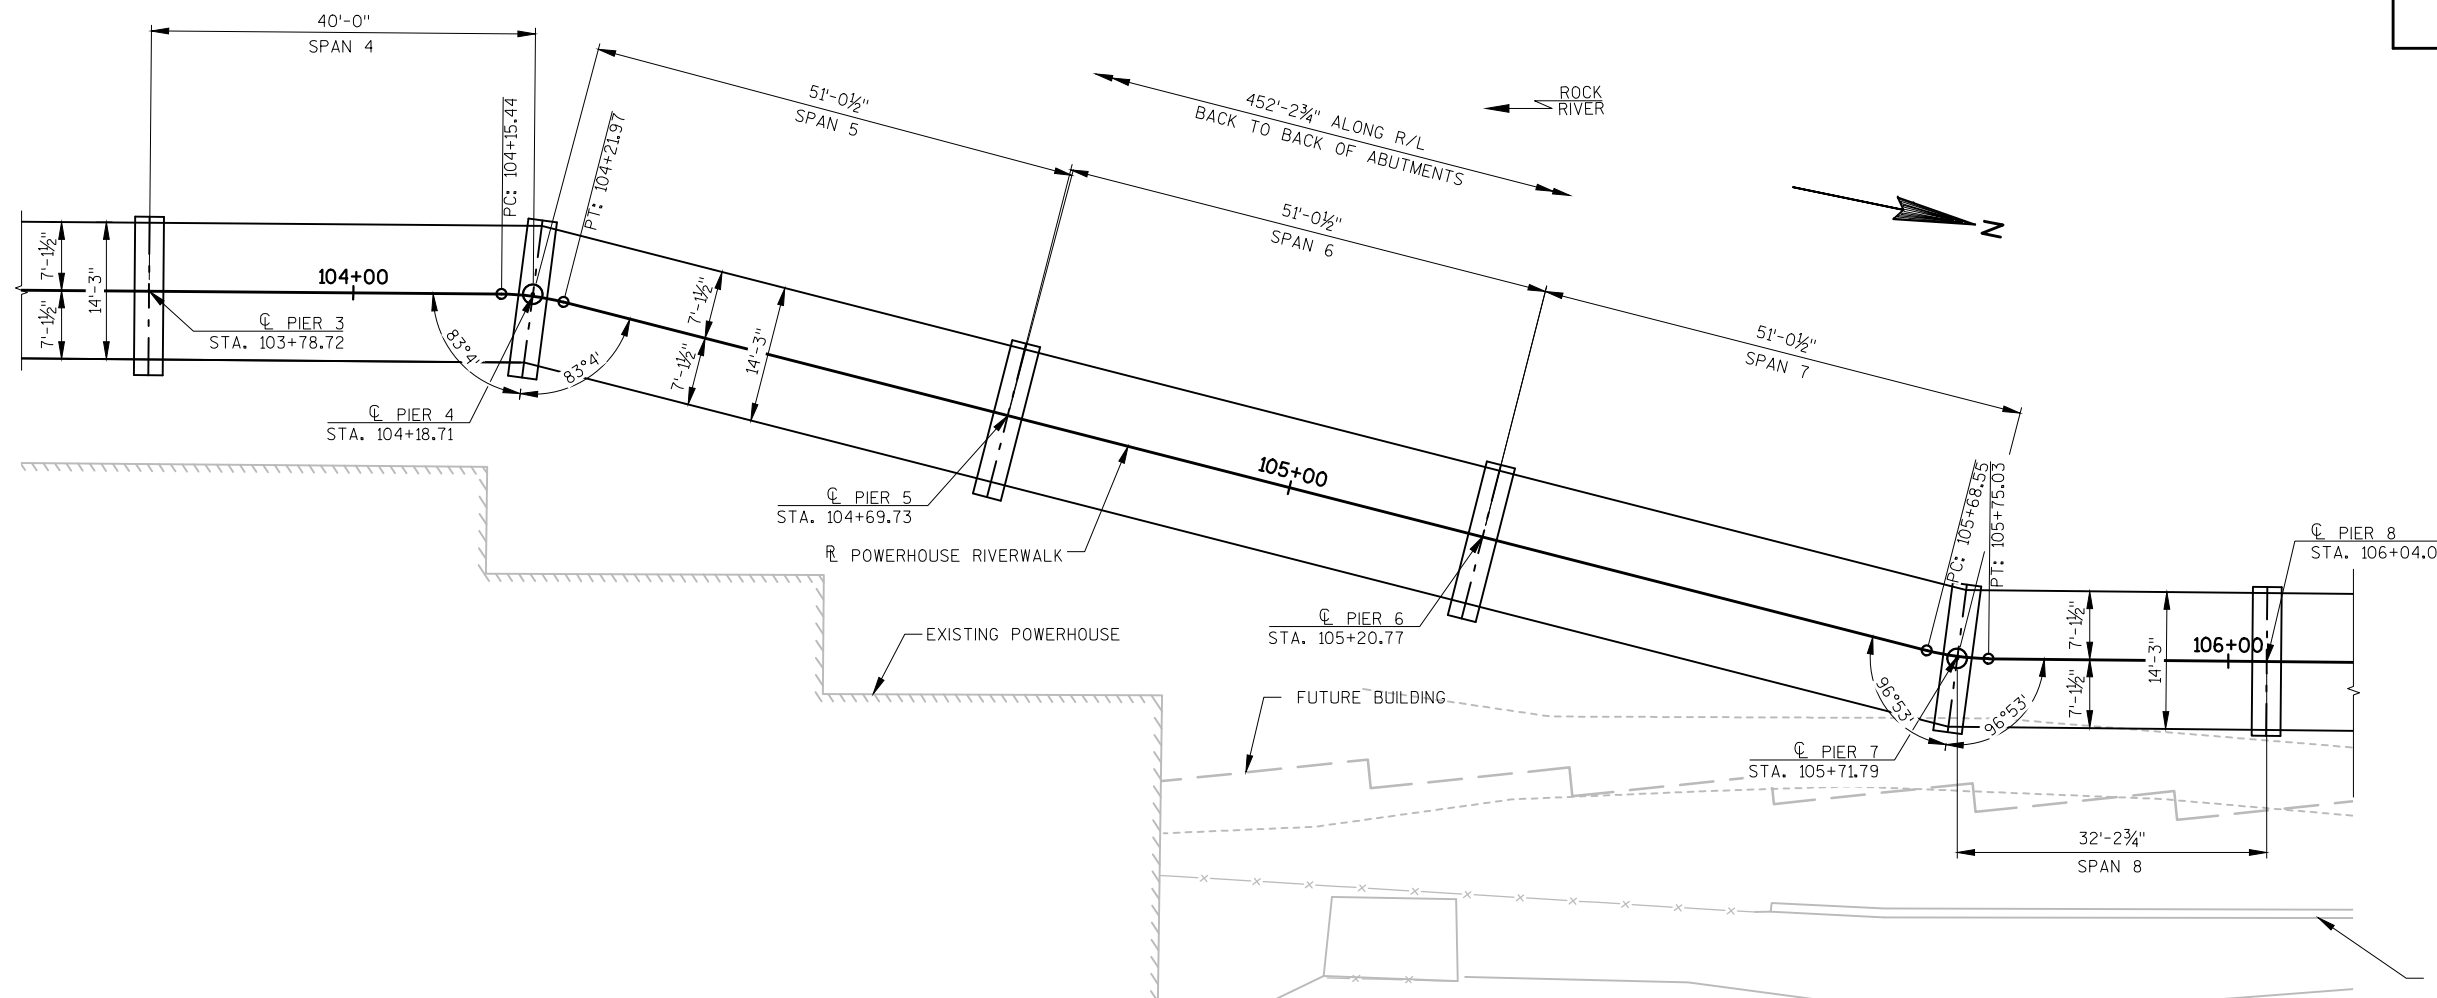 40'-0"
SPAN 4
PC: 104+15.44
PT: 104+21.97
51'-0½"
SPAN 5
452'-2¾" ALONG R/L
BACK TO BACK OF ABUTMENTS
ROCK
RIVER
N
51'-0½"
SPAN 6
51'-0½"
SPAN 7
7'-1½"
7'-1½"
14'-3"
104+00
℄ PIER 3
STA. 103+78.72
83°4'
83°4'
℄ PIER 4
STA. 104+18.71
7'-1½"
7'-1½"
14'-3"
℄ PIER 5
STA. 104+69.73
105+00
RL POWERHOUSE RIVERWALK
℄ PIER 6
STA. 105+20.77
PC: 105+68.55
PT: 105+75.03
℄ PIER 8
STA. 106+04.0
106+00
7'-1½"
7'-1½"
14'-3"
96°53'
96°53'
℄ PIER 7
STA. 105+71.79
EXISTING POWERHOUSE
FUTURE BUILDING
32'-2¾"
SPAN 8